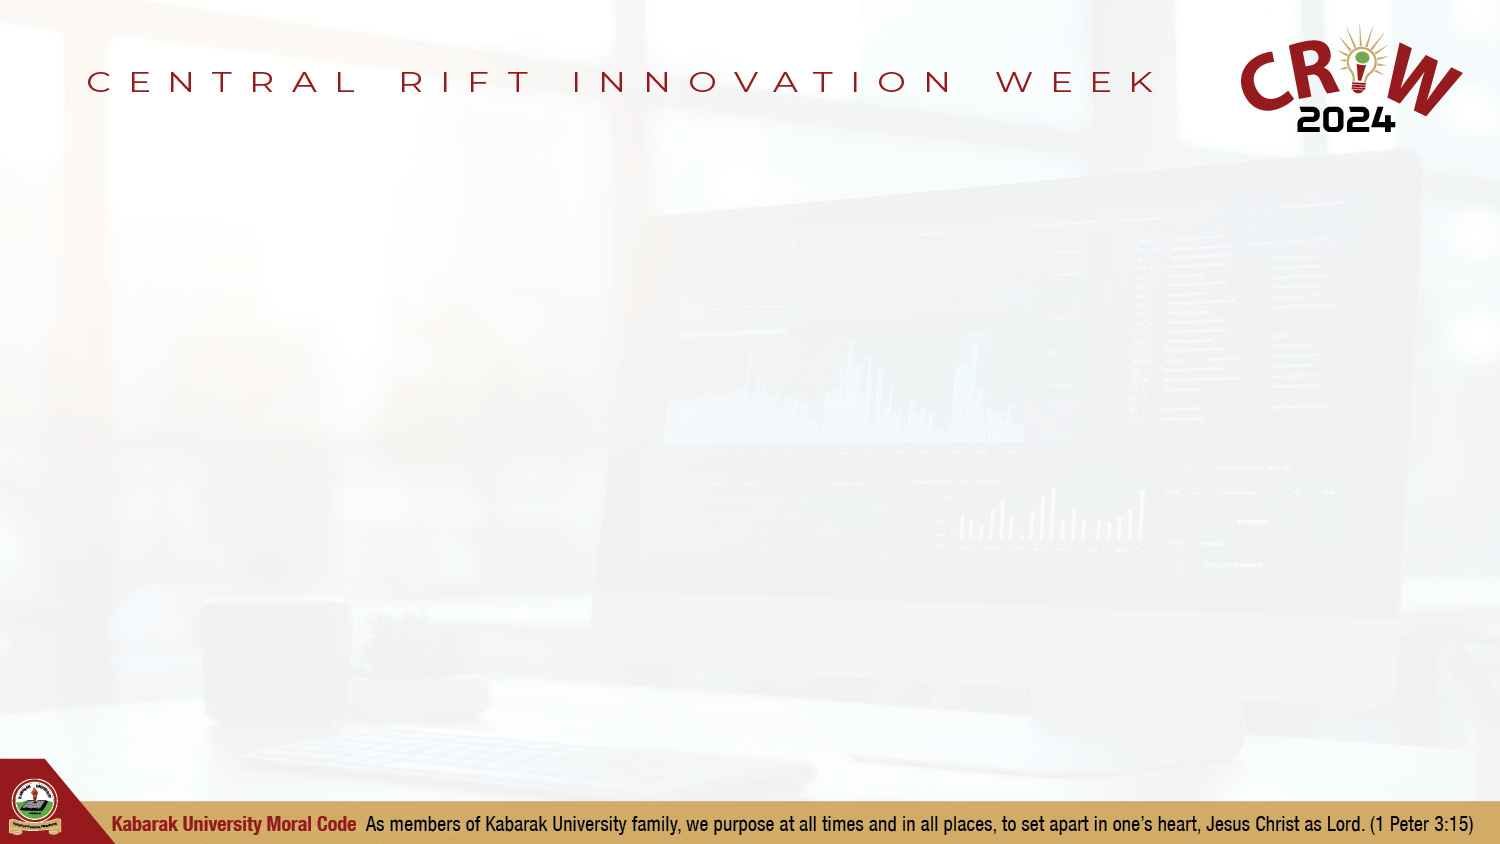 CENTRAL RIFT INNOVATION WEEK
CRIW
2024
Kabarak University Moral Code As members of Kabarak University family, we purpose at all times and in all places, to set apart in one's heart, Jesus Christ as Lord. (1 Peter 3:15)